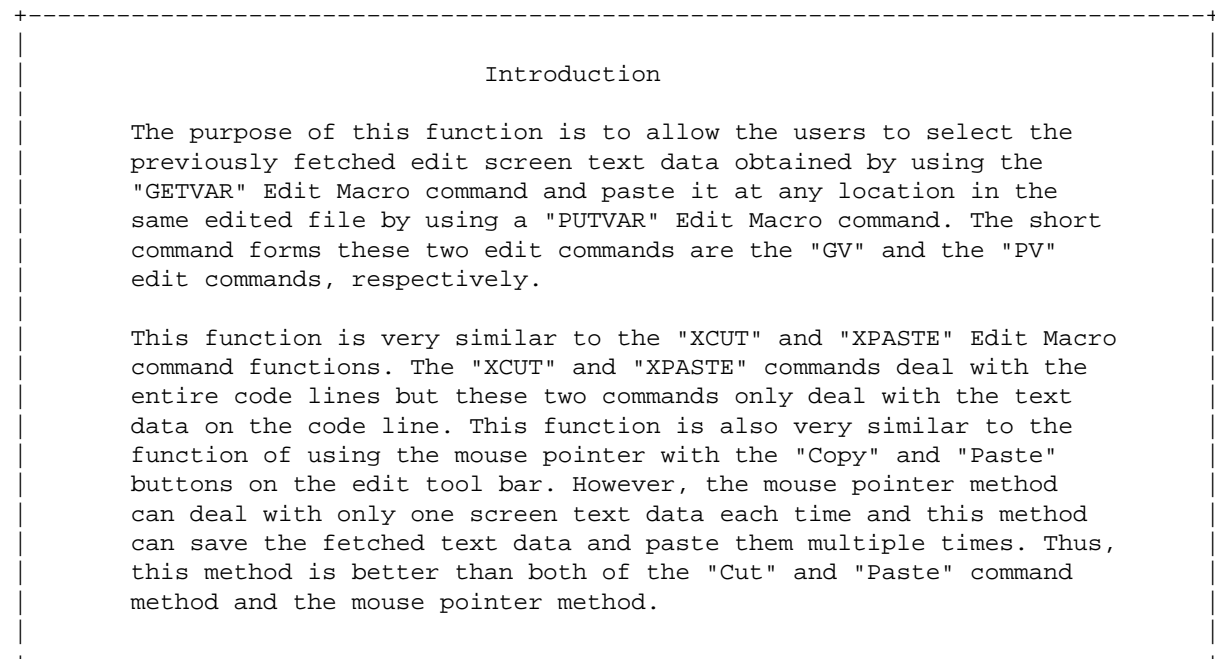 Introduction
The purpose of this function is to allow the users to select the
previously fetched edit screen text data obtained by using the
"GETVAR" Edit Macro command and paste it at any location in the
same edited file by using a "PUTVAR" Edit Macro command. The short
command forms these two edit commands are the "GV" and the "PV"
edit commands, respectively.
This function is very similar to the "XCUT" and "XPASTE" Edit Macro
command functions. The "XCUT" and "XPASTE" commands deal with the
entire code lines but these two commands only deal with the text
data on the code line. This function is also very similar to the
function of using the mouse pointer with the "Copy" and "Paste"
buttons on the edit tool bar. However, the mouse pointer method
can deal with only one screen text data each time and this method
can save the fetched text data and paste them multiple times. Thus,
this method is better than both of the "Cut" and "Paste" command
method and the mouse pointer method.